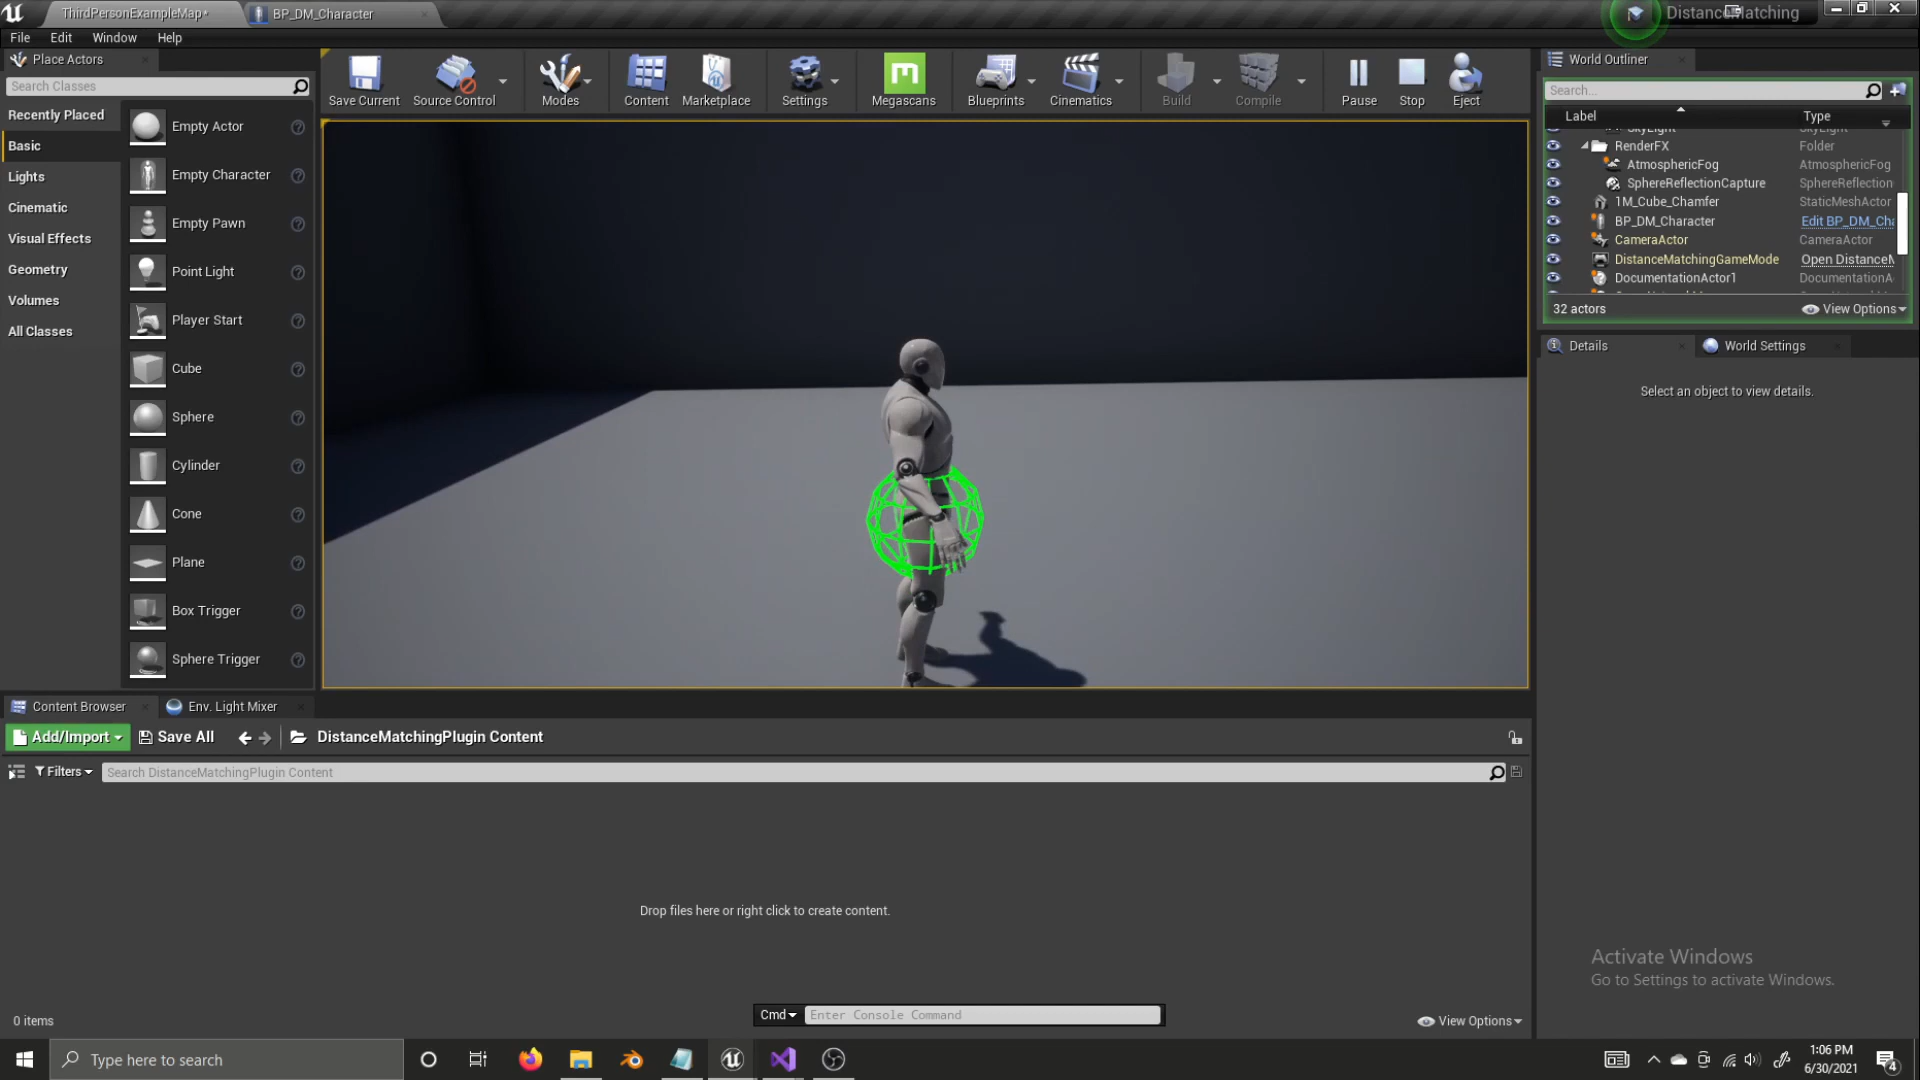 ThirdPersonExampleMap*
BP_DM_Character
DistanceMatching
File Edit Window Help
Place Actors
Search Classes
Recently Placed
Basic
Lights
Cinematic
Visual Effects
Geometry
Volumes
All Classes
Empty Actor
Empty Character
Empty Pawn
Point Light
Player Start
Cube
Sphere
Cylinder
Cone
Plane
Box Trigger
Sphere Trigger
Save Current
Source Control
Modes
Content
Marketplace
Settings
Megascans
Blueprints
Cinematics
Build
Compile
Pause
Stop
Eject
World Outliner
Search...
Label Type
SkyLight SkyLight
RenderFX Folder
AtmosphericFog AtmosphericFog
SphereReflectionCapture SphereReflection
1M_Cube_Chamfer StaticMeshActor
BP_DM_Character Edit BP_DM_Cha
CameraActor CameraActor
DistanceMatchingGameMode Open DistanceM
DocumentationActor1 DocumentationA
32 actors
View Options
Details
World Settings
Select an object to view details.
Content Browser
Env. Light Mixer
Add/Import
Save All
DistanceMatchingPlugin Content
Filters
Search DistanceMatchingPlugin Content
Drop files here or right click to create content.
Activate Windows
Go to Settings to activate Windows.
0 items
Cmd
Enter Console Command
View Options
Type here to search
1:06 PM
6/30/2021
4